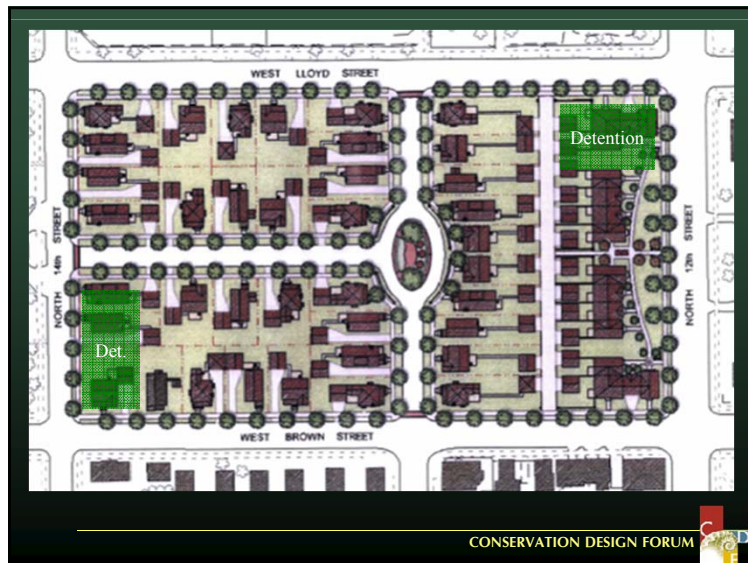 WEST LLOYD STREET
Detention
NORTH 14th STREET
NORTH 12th STREET
Det.
WEST BROWN STREET
CONSERVATION DESIGN FORUM
C
D
F